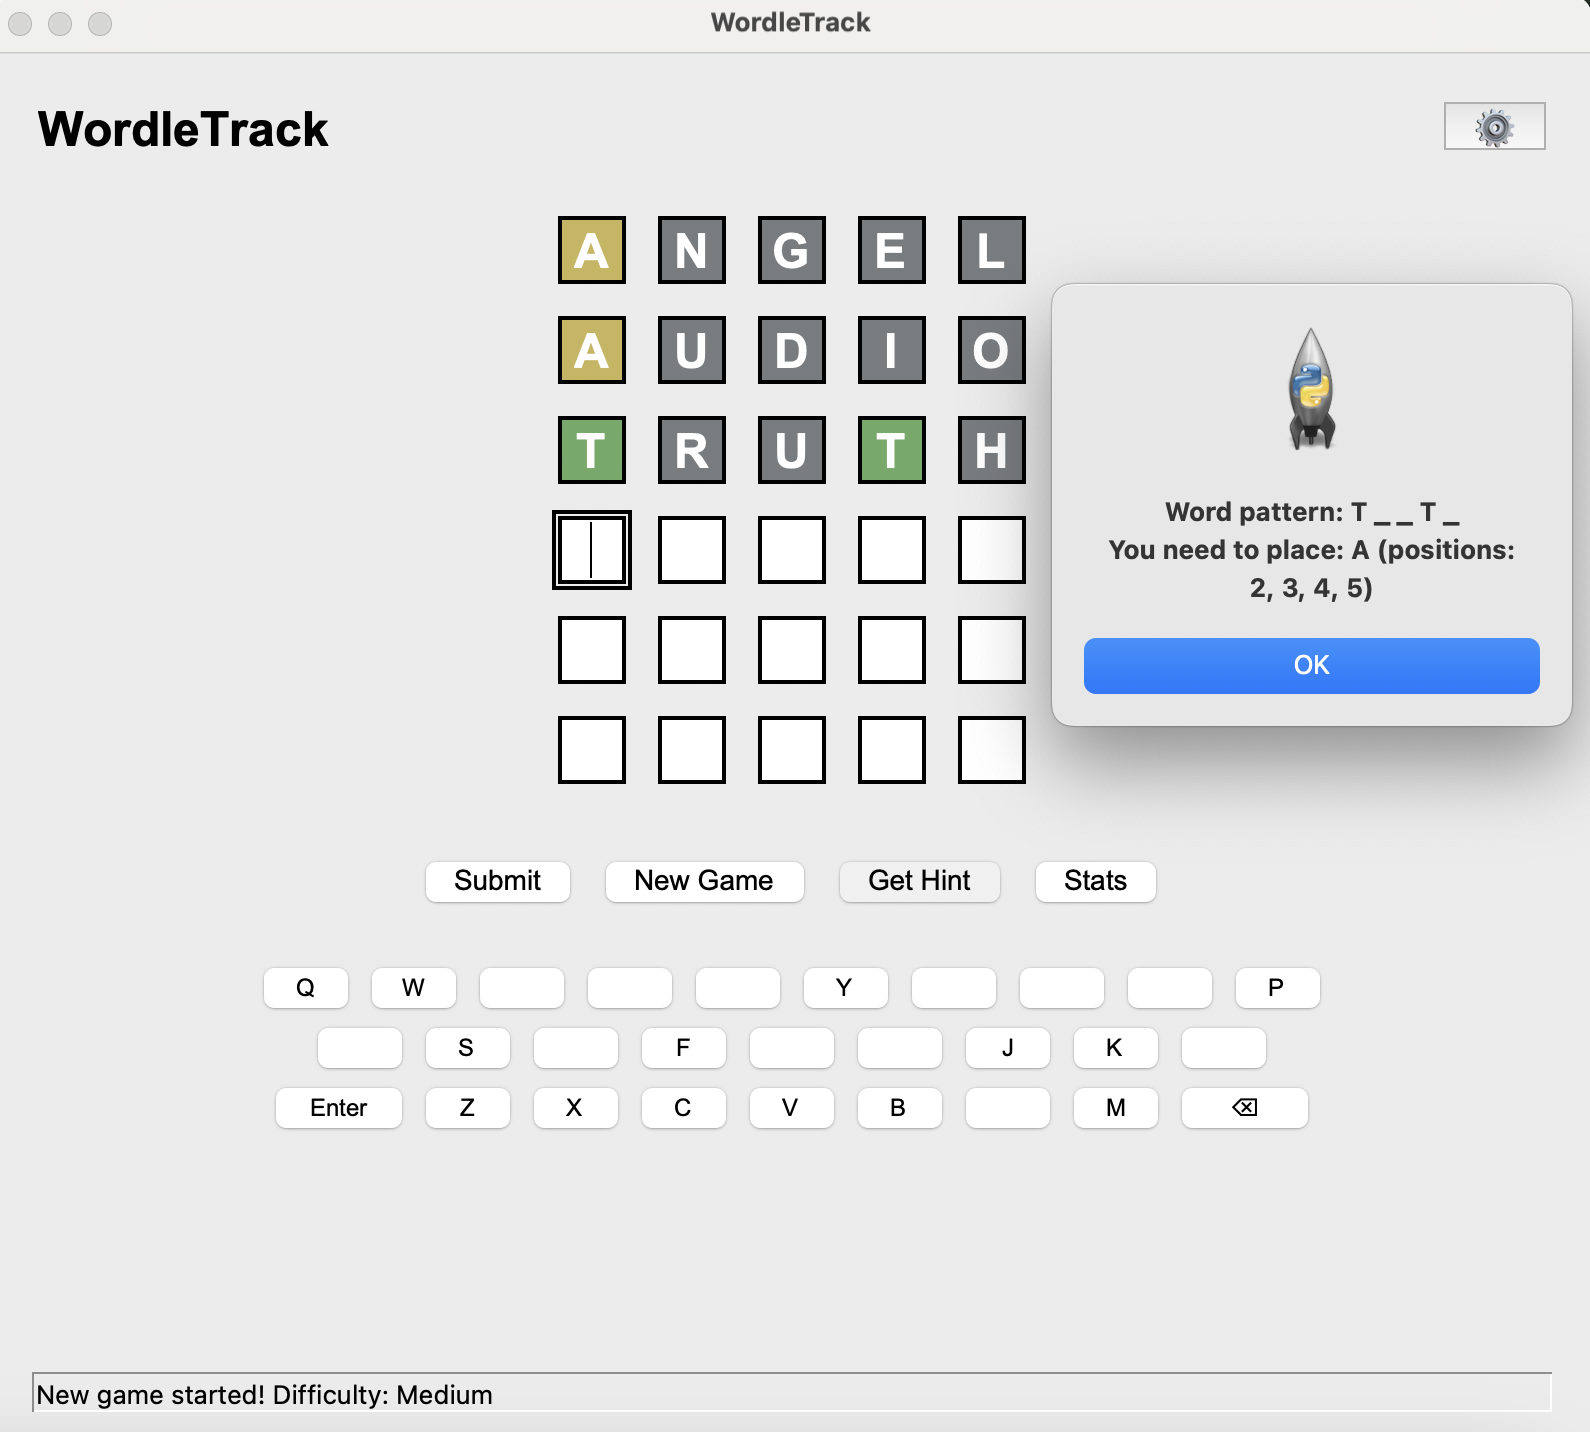 WordleTrack
WordleTrack
A N G E L
A U D I O
T R U T H
Word pattern: T _ _ T _
You need to place: A (positions:
2, 3, 4, 5)
OK
Submit New Game Get Hint Stats
Q W Y P
S F J K
Enter Z X C V B M ⌫
New game started! Difficulty: Medium